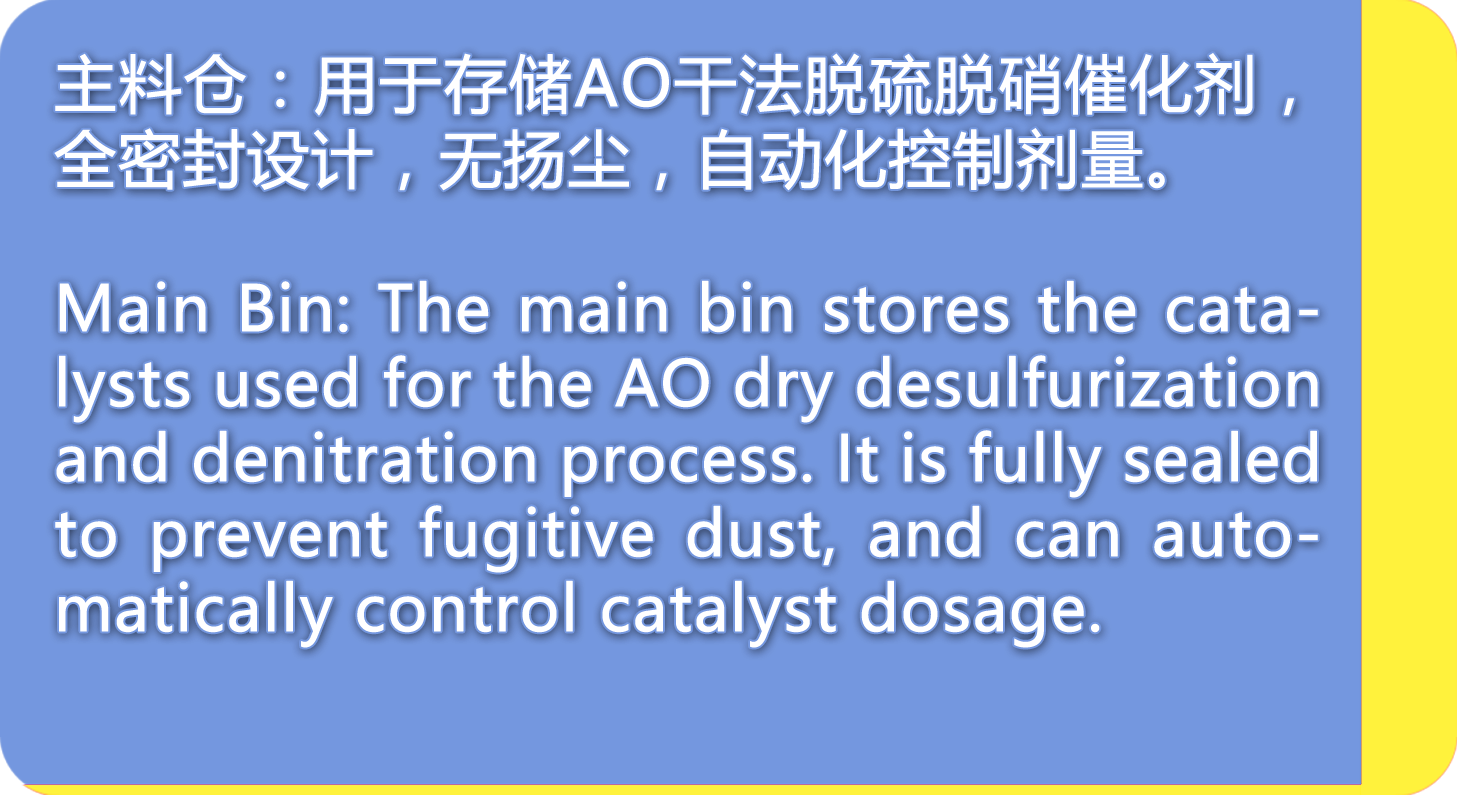 主料仓：用于存储AO干法脱硫脱硝催化剂，
全密封设计，无扬尘，自动化控制剂量。
Main Bin: The main bin stores the cata-
lysts used for the AO dry desulfurization
and denitration process. It is fully sealed
to prevent fugitive dust, and can auto-
matically control catalyst dosage.